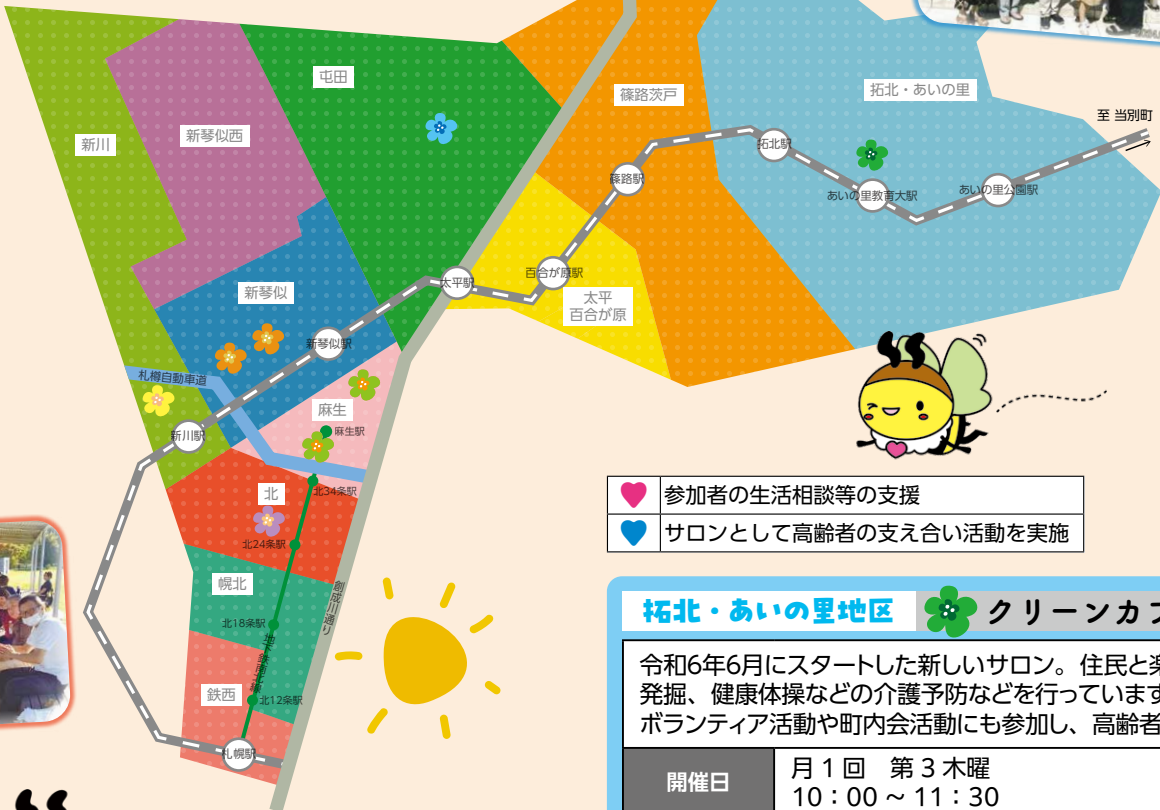 屯田
篠路茨戸
拓北・あいの里
至 当別町
新川
新琴似西
拓北駅
篠路駅
あいの里教育大駅
あいの里公園駅
太平駅
百合が原駅
太平
百合が原
新琴似
新琴似駅
札樽自動車道
麻生
麻生駅
新川駅
北34条駅
北
北24条駅
幌北
創成川通り
北18条駅
地下鉄南北線
鉄西
北12条駅
札幌駅
参加者の生活相談等の支援
サロンとして高齢者の支え合い活動を実施
拓北・あいの里地区 クリーンカフ
令和6年6月にスタートした新しいサロン。住民と楽
発掘、健康体操などの介護予防などを行っています
ボランティア活動や町内会活動にも参加し、高齢者
開催日
月1回 第3木曜
10:00~11:30